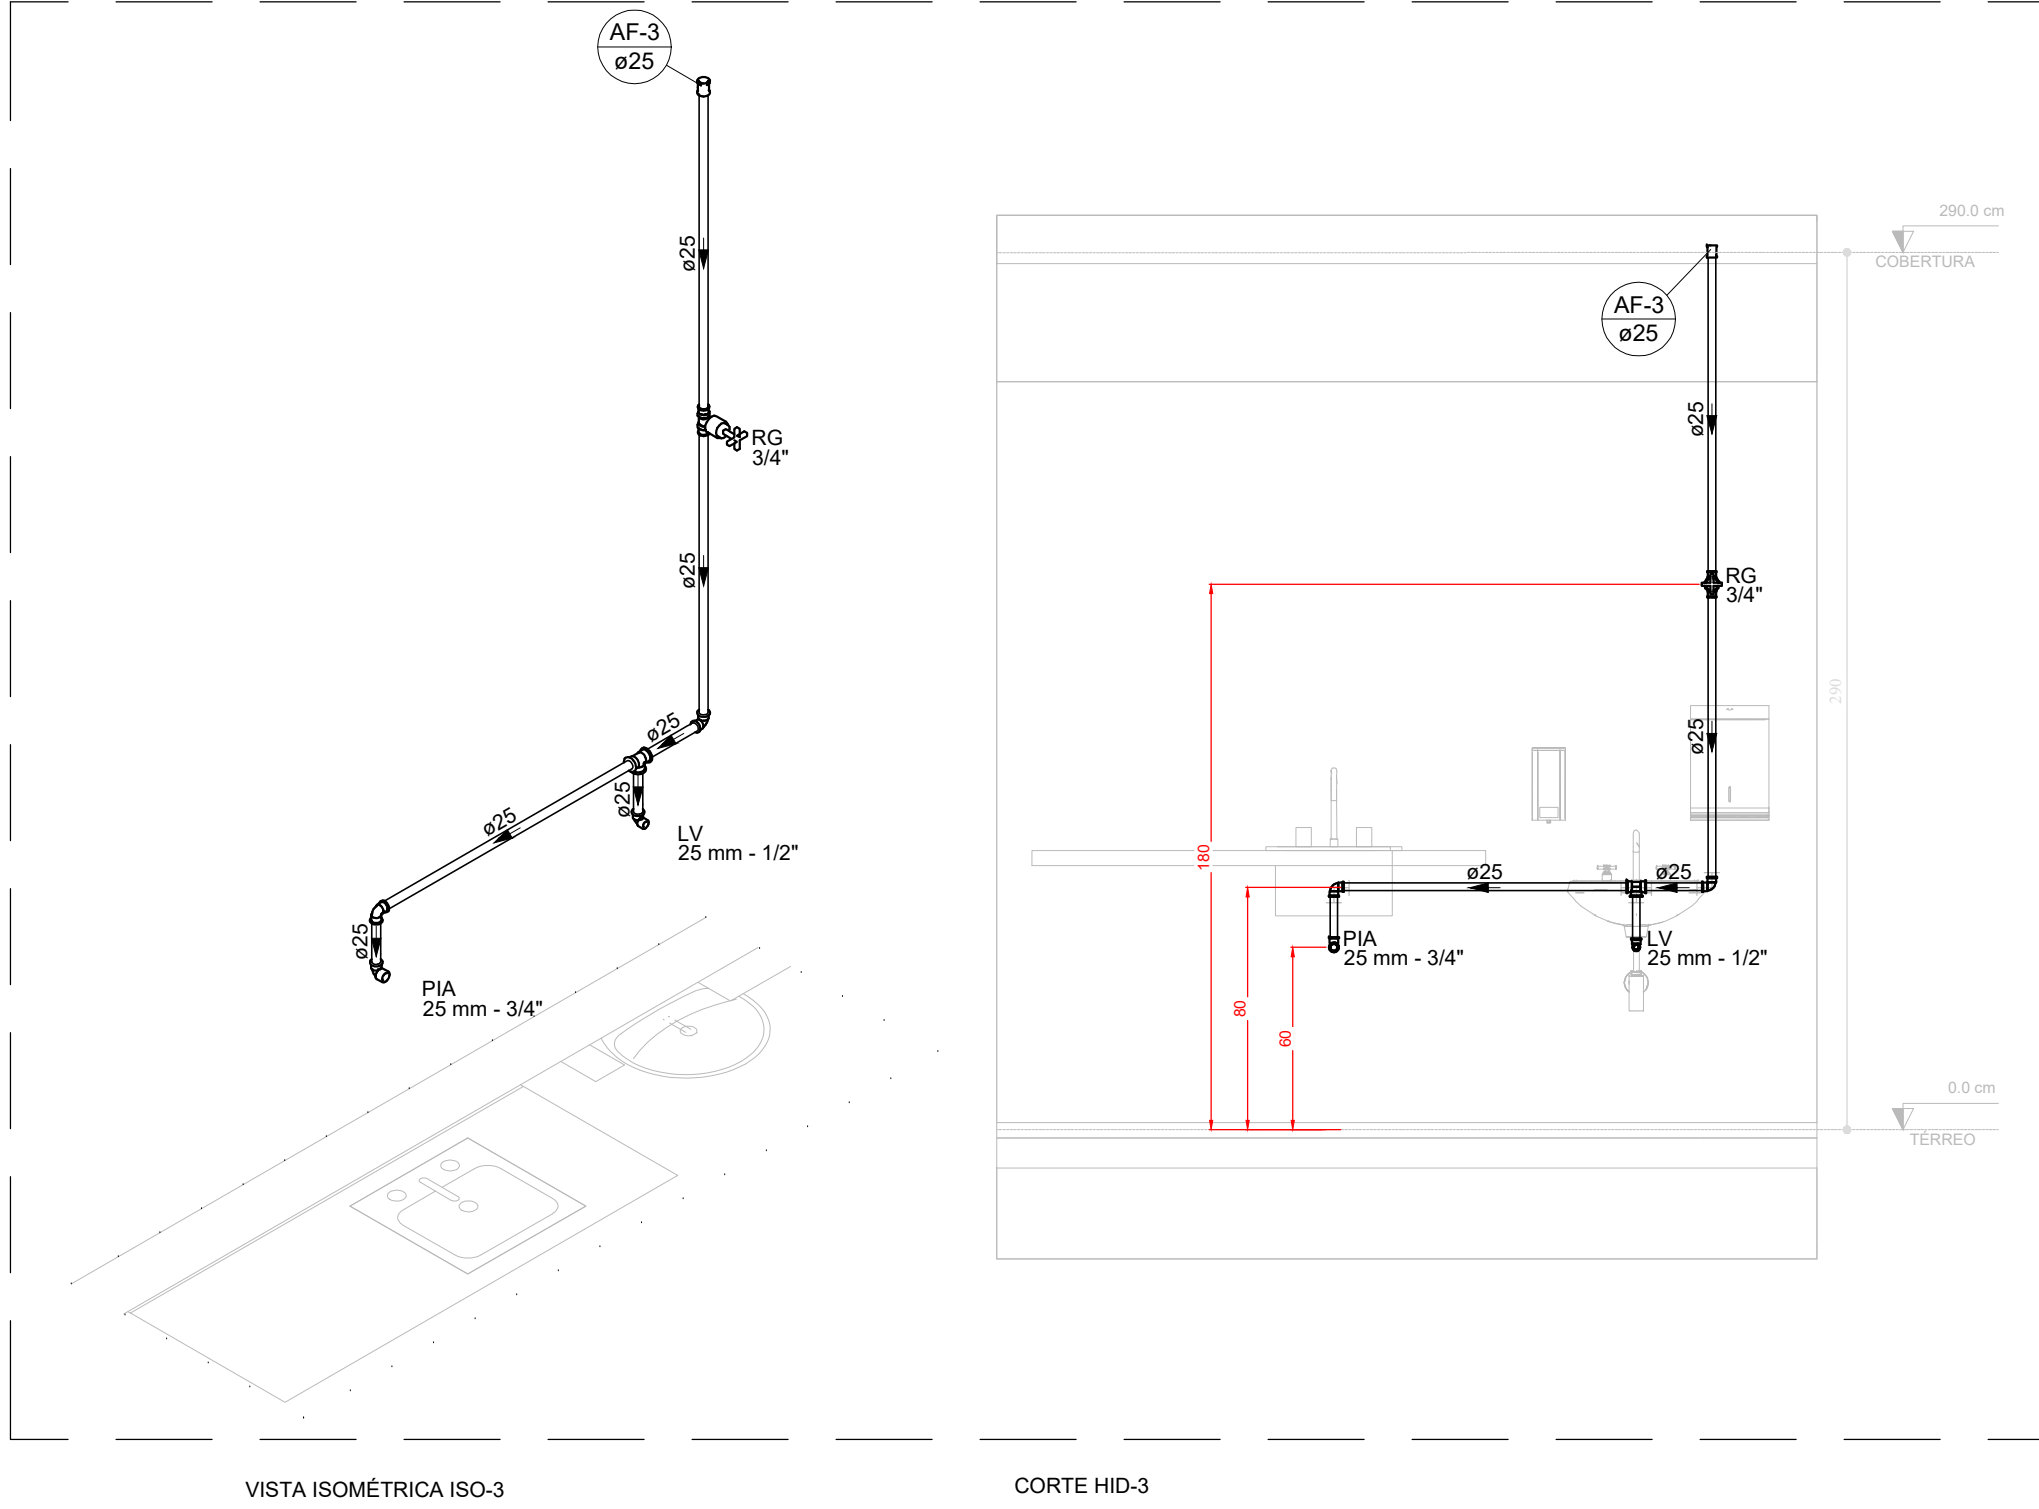 AF-3
ø25
ø25
RG
3/4"
ø25
ø25
ø25
LV
25 mm - 1/2"
ø25
ø25
PIA
25 mm - 3/4"
VISTA ISOMÉTRICA ISO-3
290.0 cm
COBERTURA
AF-3
ø25
ø25
RG
3/4"
290
ø25
180
ø25
ø25
PIA
25 mm - 3/4"
LV
25 mm - 1/2"
80
60
0.0 cm
TÉRREO
CORTE HID-3